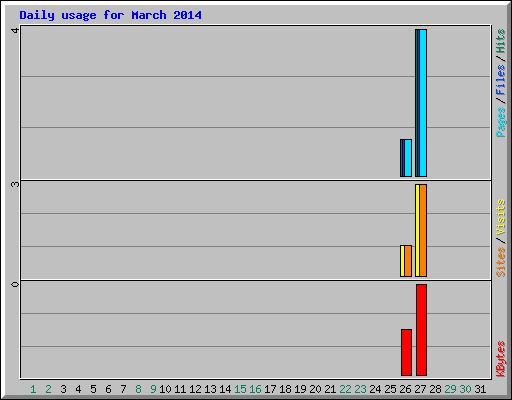 Daily usage for March 2014
4
3
0
Pages/Files/Hits
Sites/Visits
KBytes
1 2 3 4 5 6 7 8 9 10 11 12 13 14 15 16 17 18 19 20 21 22 23 24 25 26 27 28 29 30 31